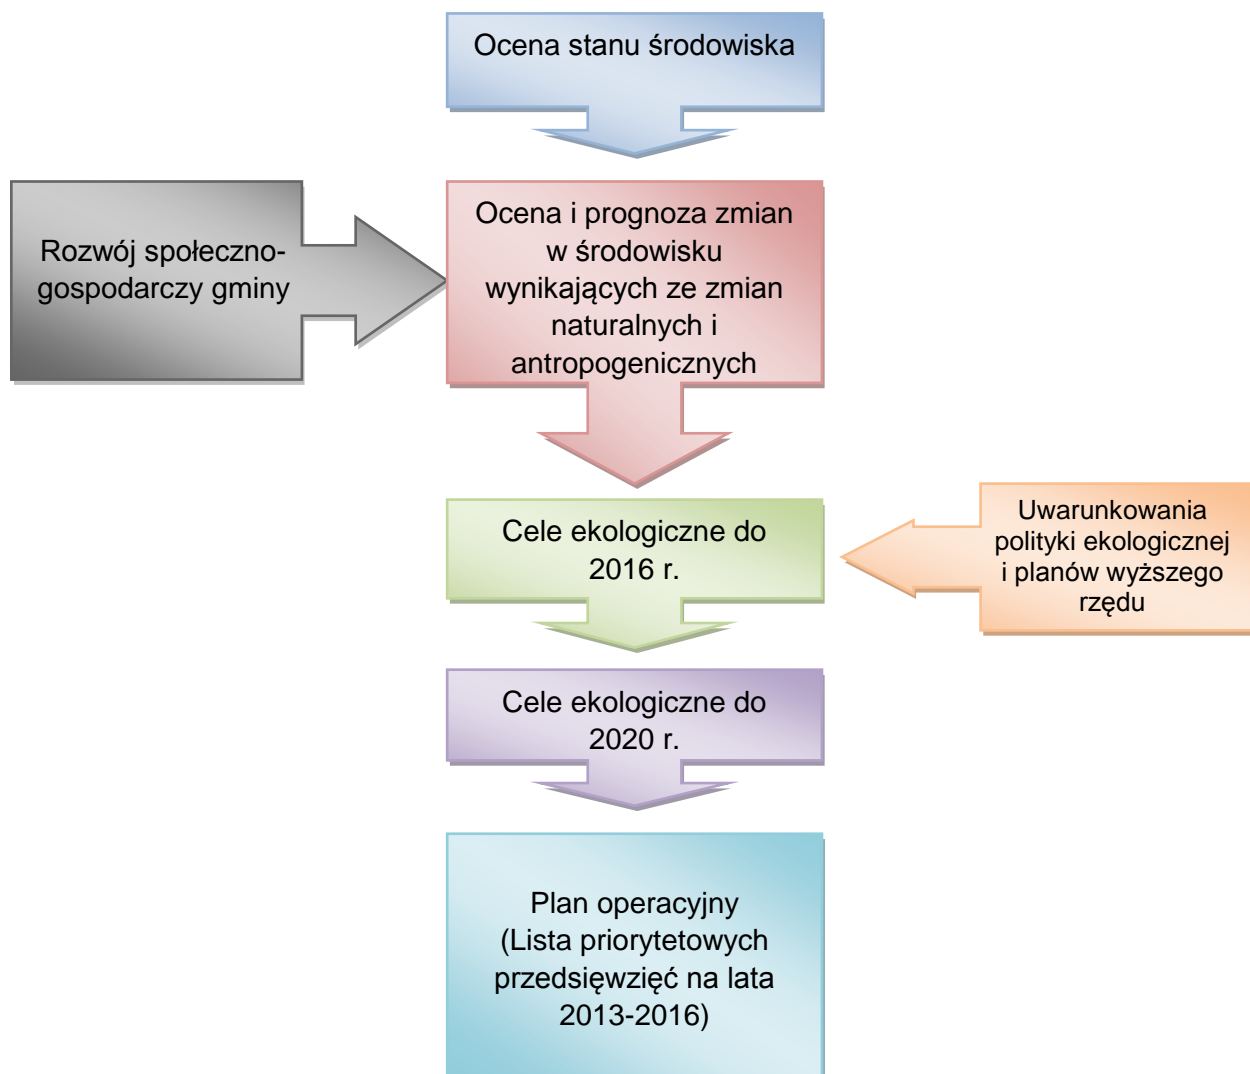 Ocena stanu środowiska
Rozwój społeczno-
gospodarczy gminy
Ocena i prognoza zmian
w środowisku
wynikających ze zmian
naturalnych i
antropogenicznych
Cele ekologiczne do
2016 r.
Uwarunkowania
polityki ekologicznej
i planów wyższego
rzędu
Cele ekologiczne do
2020 r.
Plan operacyjny
(Lista priorytetowych
przedsięwzięć na lata
2013-2016)